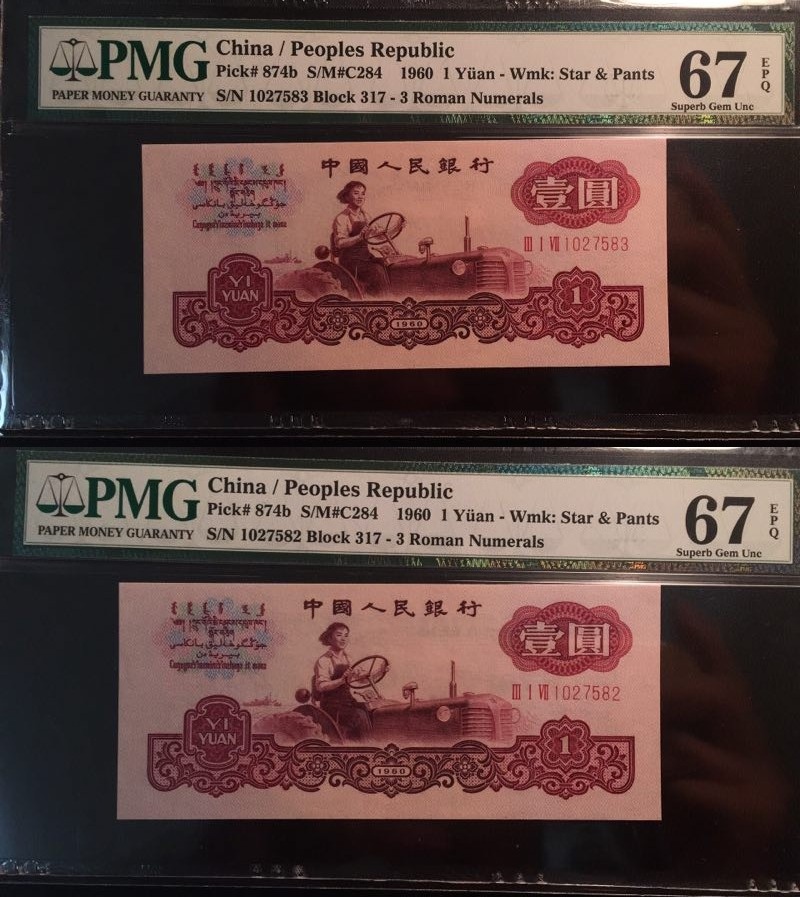 PMG
PAPER MONEY GUARANTY
China / Peoples Republic
Pick# 874b S/M#C284 1960 1 Yüan - Wmk: Star & Pants
S/N 1027583 Block 317 - 3 Roman Numerals
67
EPQ
Superb Gem Unc
中國人民銀行
壹圓
III I VII 1027583
YI
YUAN
1960
1
PMG
PAPER MONEY GUARANTY
China / Peoples Republic
Pick# 874b S/M#C284 1960 1 Yüan - Wmk: Star & Pants
S/N 1027582 Block 317 - 3 Roman Numerals
67
EPQ
Superb Gem Unc
中國人民銀行
壹圓
III I VII 1027582
YI
YUAN
1960
1